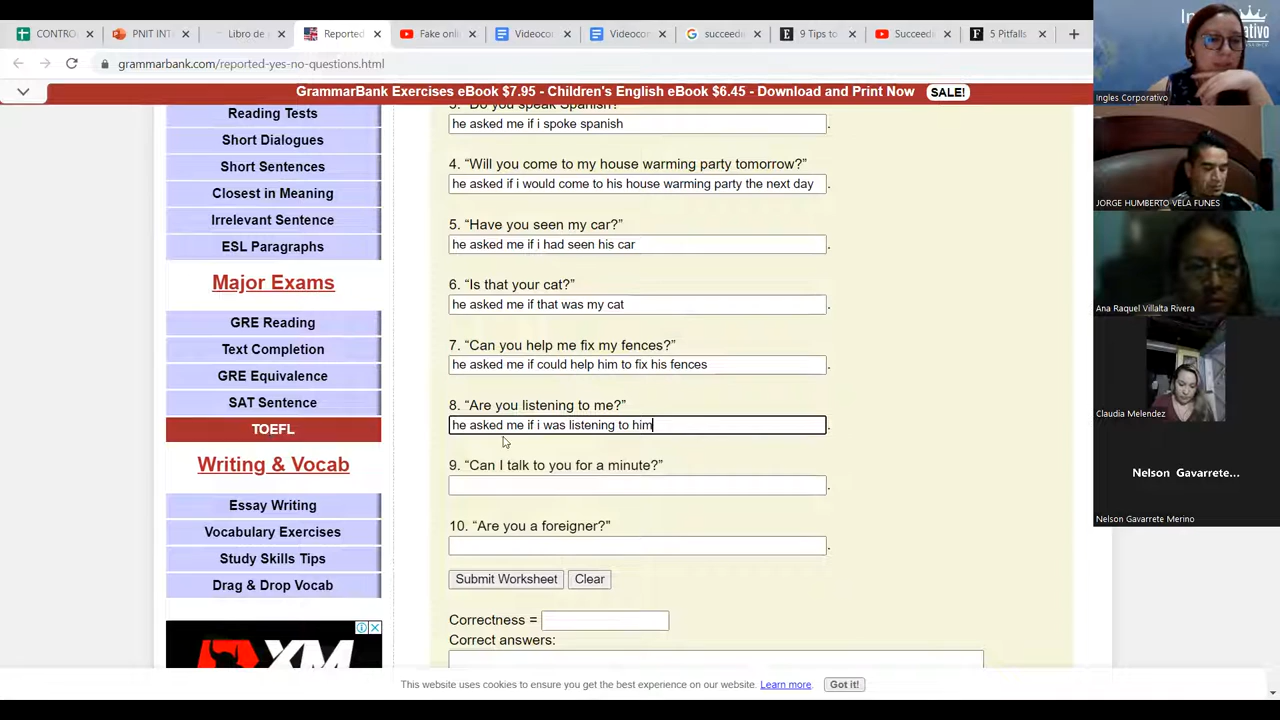 CONTRO
PNIT INT
Libro de
Reported
Fake onl
Videocon
Videocon
succeedi
9 Tips to
Succeedi
5 Pitfalls
grammarbank.com/reported-yes-no-questions.html
GrammarBank Exercises eBook $7.95 - Children's English eBook $6.45 - Download and Print Now
SALE!
Reading Tests
Short Dialogues
Short Sentences
Closest in Meaning
Irrelevant Sentence
ESL Paragraphs
Major Exams
GRE Reading
Text Completion
GRE Equivalence
SAT Sentence
TOEFL
Writing & Vocab
Essay Writing
Vocabulary Exercises
Study Skills Tips
Drag & Drop Vocab
XM
"Do you speak Spanish?"
he asked me if i spoke spanish .
4. “Will you come to my house warming party tomorrow?”
he asked if i would come to his house warming party the next day .
5. “Have you seen my car?”
he asked me if i had seen his car .
6. “Is that your cat?”
he asked me if that was my cat .
7. “Can you help me fix my fences?”
he asked me if could help him to fix his fences .
8. “Are you listening to me?”
he asked me if i was listening to him .
9. “Can I talk to you for a minute?”
.
10. “Are you a foreigner?"
.
Submit Worksheet
Clear
Correctness =
Correct answers:
This website uses cookies to ensure you get the best experience on our website. Learn more. Got it!
Ingles Corporativo
JORGE HUMBERTO VELA FUNES
Ana Raquel Villalta Rivera
Claudia Melendez
Nelson Gavarrete...
Nelson Gavarrete Merino